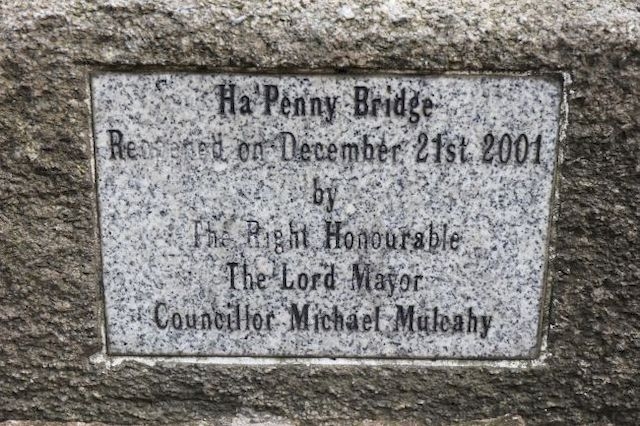 Ha'Penny Bridge
Reopened on December 21st 2001
by
The Right Honourable
The Lord Mayor
Councillor Michael Mulcahy